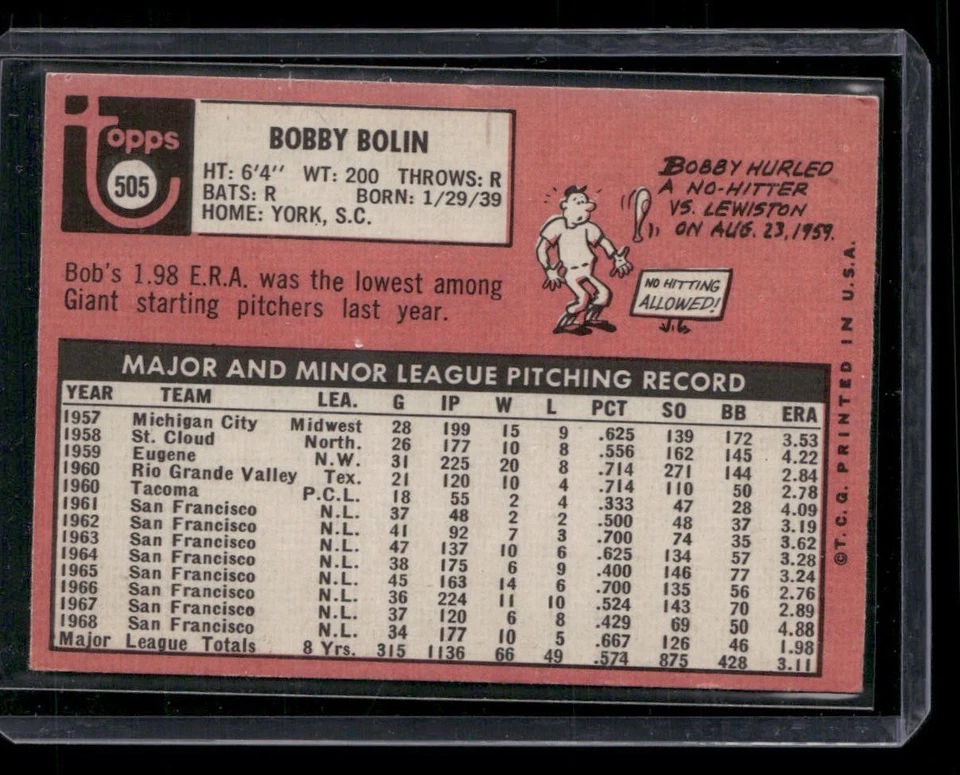 topps
505
BOBBY BOLIN
HT: 6'4" WT: 200 THROWS: R
BATS: R BORN: 1/29/39
HOME: YORK, S.C.
BOBBY HURLED
A NO-HITTER
VS. LEWISTON
ON AUG. 23, 1959.
NO HITTING
ALLOWED!
Bob's 1.98 E.R.A. was the lowest among
Giant starting pitchers last year.
MAJOR AND MINOR LEAGUE PITCHING RECORD
YEAR TEAM LEA. G IP W L PCT SO BB ERA
1957 Michigan City Midwest 28 199 15 9 .625 139 172 3.53
1958 St. Cloud North. 26 177 10 8 .556 162 145 4.22
1959 Eugene N.W. 31 225 20 8 .714 271 144 2.84
1960 Rio Grande Valley Tex. 21 120 10 4 .714 110 50 2.78
1960 Tacoma P.C.L. 18 55 2 4 .333 47 28 4.09
1961 San Francisco N.L. 37 48 2 2 .500 48 37 3.19
1962 San Francisco N.L. 41 92 7 3 .700 74 35 3.62
1963 San Francisco N.L. 47 137 10 6 .625 134 57 3.28
1964 San Francisco N.L. 38 175 6 9 .400 146 77 3.24
1965 San Francisco N.L. 45 163 14 6 .700 135 56 2.76
1966 San Francisco N.L. 36 224 11 10 .524 143 70 2.89
1967 San Francisco N.L. 37 120 6 8 .429 69 50 4.88
1968 San Francisco N.L. 34 177 10 5 .667 126 46 1.98
Major League Totals 8 Yrs. 315 1136 66 49 .574 875 428 3.11
©T.C.G. PRINTED IN U.S.A.